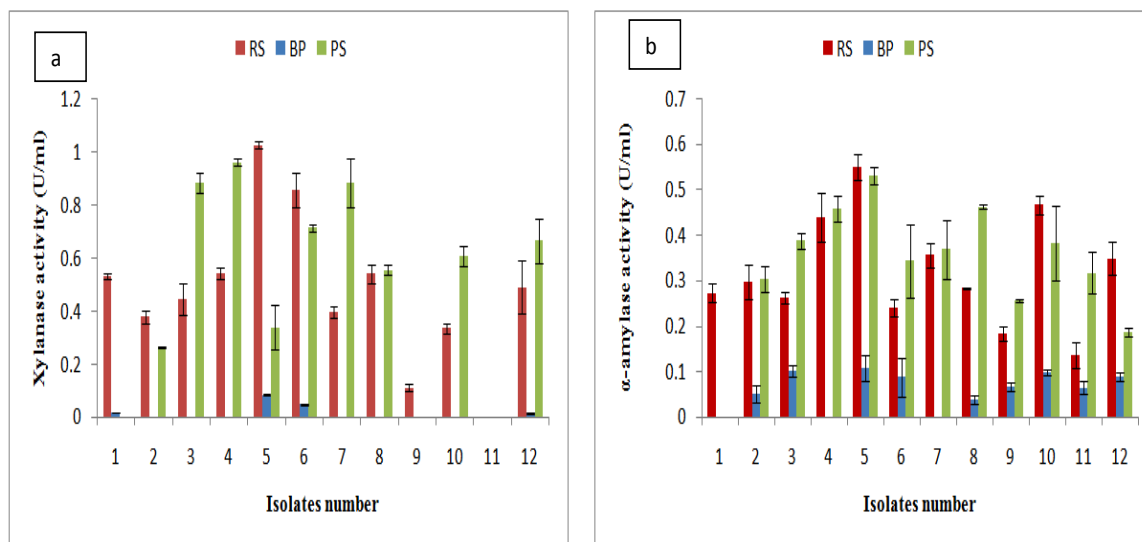 a
RS BP PS
Xylanase activity (U/ml)
1.2
1
0.8
0.6
0.4
0.2
0
1 2 3 4 5 6 7 8 9 10 11 12
Isolates number
b
RS BP PS
α-amylase activity (U/ml)
0.7
0.6
0.5
0.4
0.3
0.2
0.1
0
1 2 3 4 5 6 7 8 9 10 11 12
Isolates number